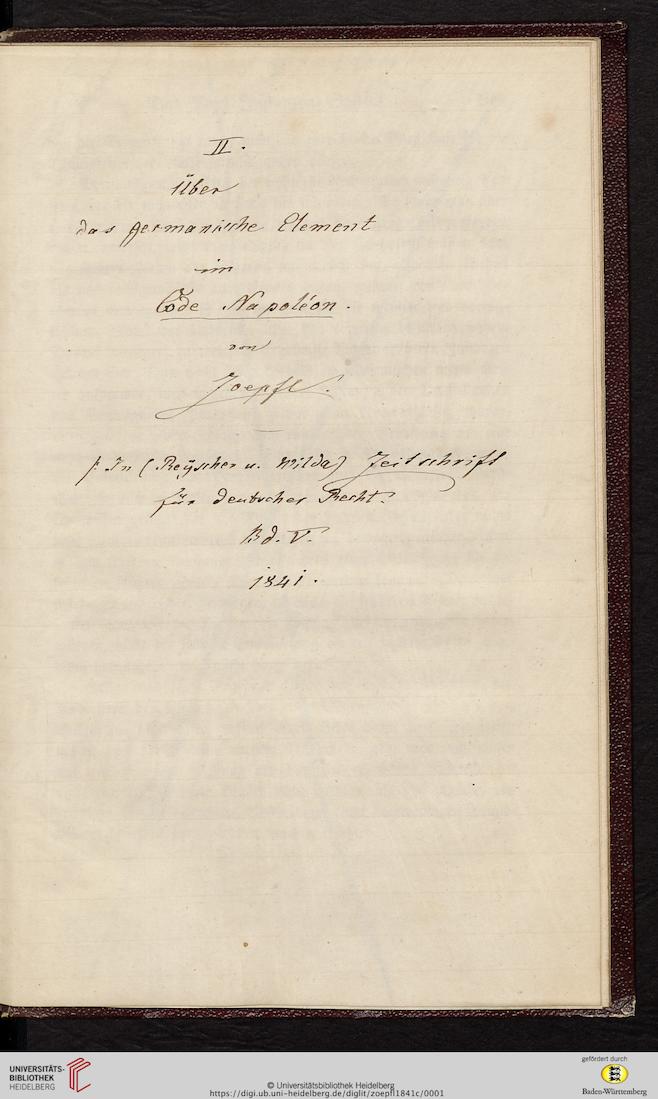 II.
Über
das germanische Element
im
Code Napoléon.
von
Zoepfl.
In (Reÿscher u. Wilda) Zeitschrift
für deutsches Recht.
Bd. V.
1841.
UNIVERSITÄTS-
BIBLIOTHEK
HEIDELBERG
© Universitätsbibliothek Heidelberg
https://digi.ub.uni-heidelberg.de/diglit/zoepfl1841c/0001
gefördert durch
Baden-Württemberg